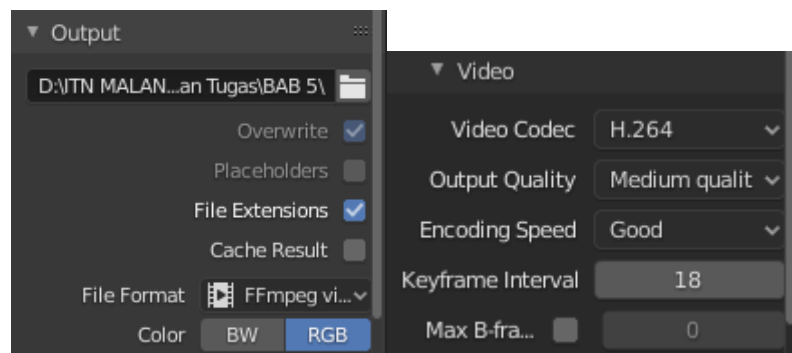 Output
D:\ITN MALAN...an Tugas\BAB 5\
Overwrite
Placeholders
File Extensions
Cache Result
File Format FFmpeg vi...
Color BW RGB
Video
Video Codec H.264
Output Quality Medium qualit
Encoding Speed Good
Keyframe Interval 18
Max B-fra... 0